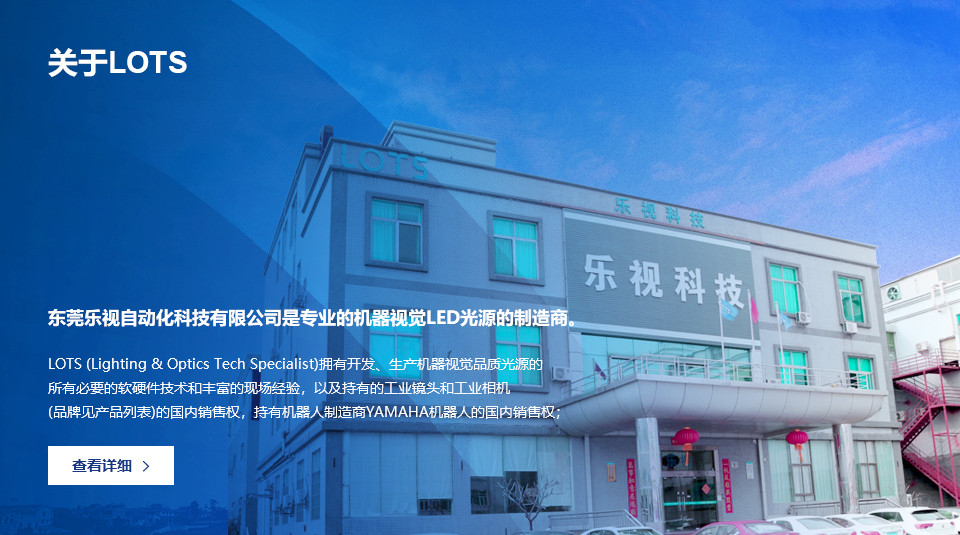 关于LOTS
LOTS
乐视科技
乐视科技
东莞乐视自动化科技有限公司是专业的机器视觉LED光源的制造商。
LOTS (Lighting & Optics Tech Specialist)拥有开发、生产机器视觉品质光源的
所有必要的软硬件技术和丰富的现场经验，以及持有的工业镜头和工业相机
(品牌见产品列表)的国内销售权，持有机器人制造商YAMAHA机器人的国内销售权；
查看详细